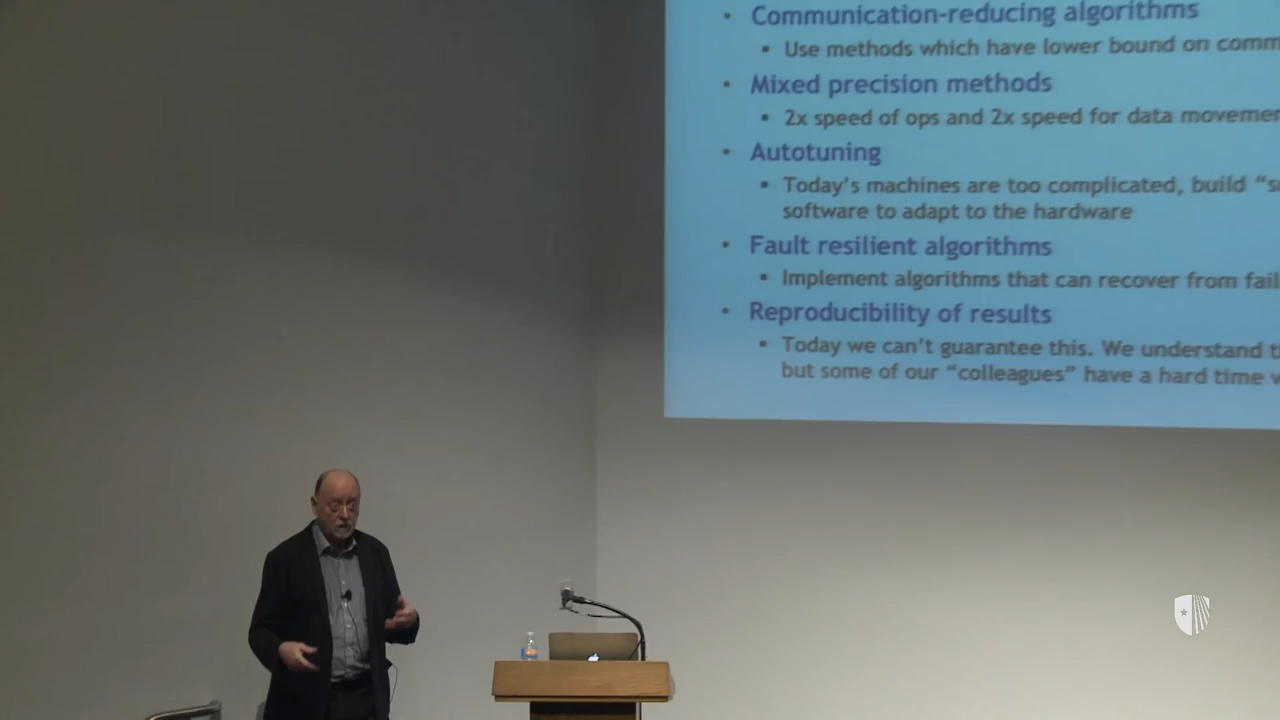 • Communication-reducing algorithms
▪ Use methods which have lower bound on
• Mixed precision methods
▪ 2x speed of ops and 2x speed for data
• Autotuning
▪ Today's machines are too complicated, build
software to adapt to the hardware
• Fault resilient algorithms
▪ Implement algorithms that can recover from
• Reproducibility of results
▪ Today we can't guarantee this. We understand
but some of our “colleagues” have a hard time